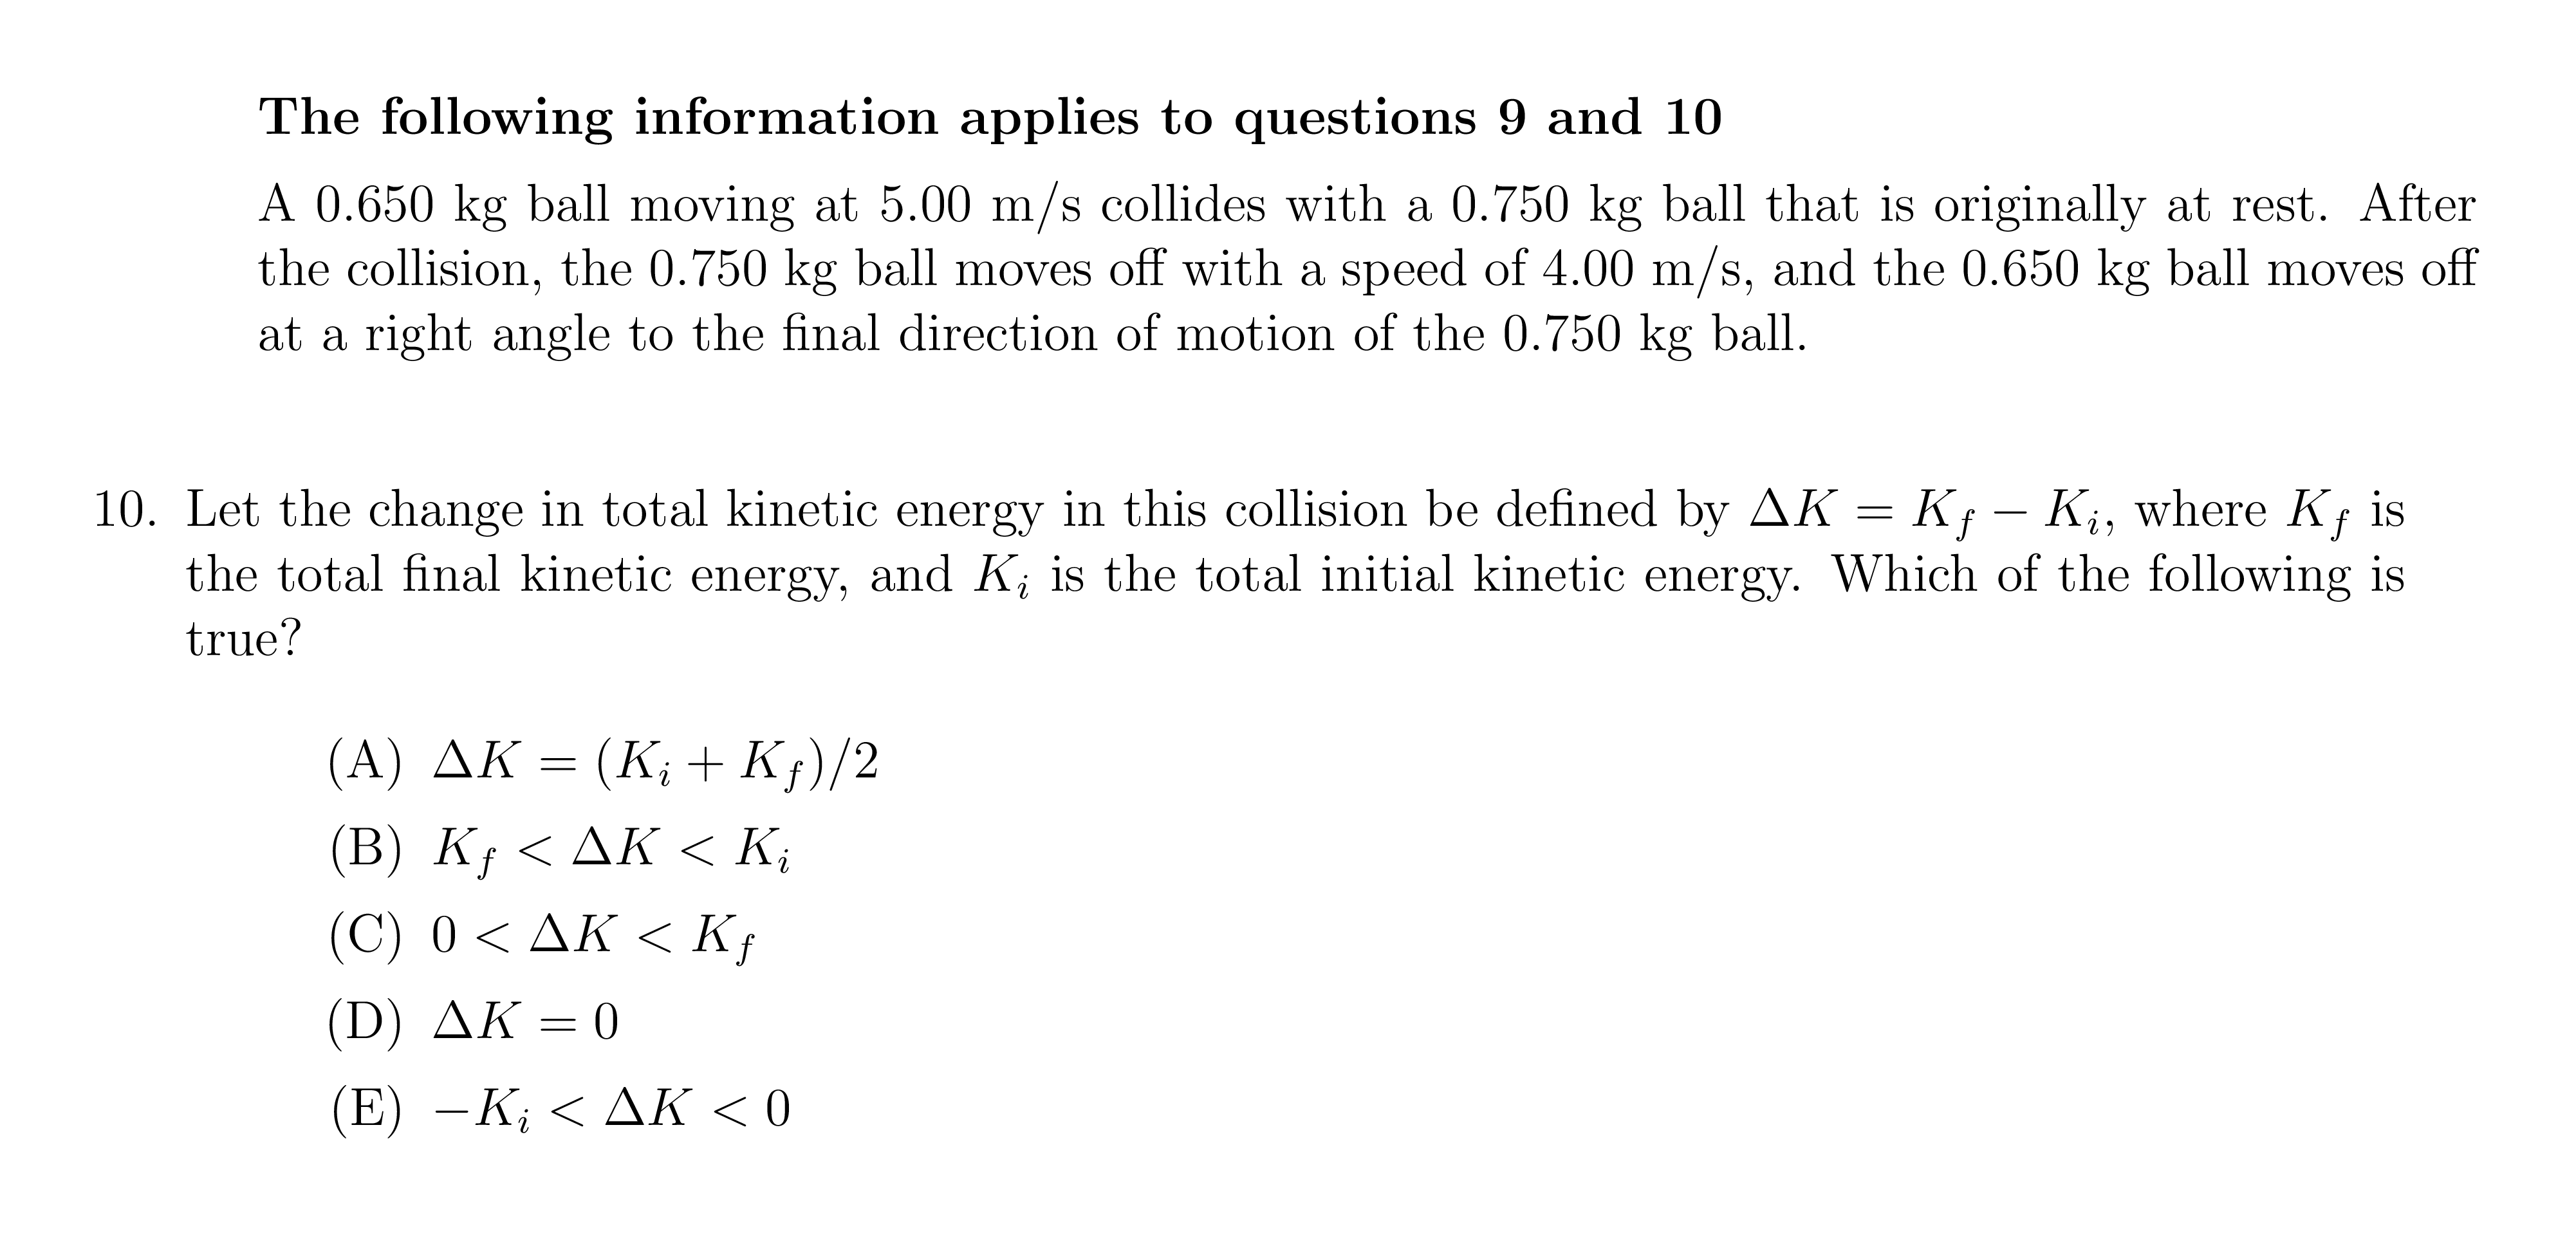 The following information applies to questions 9 and 10
A 0.650 kg ball moving at 5.00 m/s collides with a 0.750 kg ball that is originally at rest. After
the collision, the 0.750 kg ball moves off with a speed of 4.00 m/s, and the 0.650 kg ball moves off
at a right angle to the final direction of motion of the 0.750 kg ball.
10. Let the change in total kinetic energy in this collision be defined by ΔK = K_f − K_i, where K_f is
the total final kinetic energy, and K_i is the total initial kinetic energy. Which of the following is
true?
(A) ΔK = (K_i + K_f)/2
(B) K_f < ΔK < K_i
(C) 0 < ΔK < K_f
(D) ΔK = 0
(E) −K_i < ΔK < 0